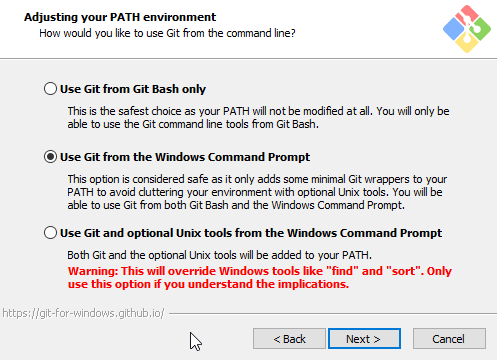 Adjusting your PATH environment
How would you like to use Git from the command line?
Use Git from Git Bash only
This is the safest choice as your PATH will not be modified at all. You will only be
able to use the Git command line tools from Git Bash.
Use Git from the Windows Command Prompt
This option is considered safe as it only adds some minimal Git wrappers to your
PATH to avoid cluttering your environment with optional Unix tools. You will be
able to use Git from both Git Bash and the Windows Command Prompt.
Use Git and optional Unix tools from the Windows Command Prompt
Both Git and the optional Unix tools will be added to your PATH.
Warning: This will override Windows tools like "find" and "sort". Only
use this option if you understand the implications.
https://git-for-windows.github.io/
< Back Next > Cancel